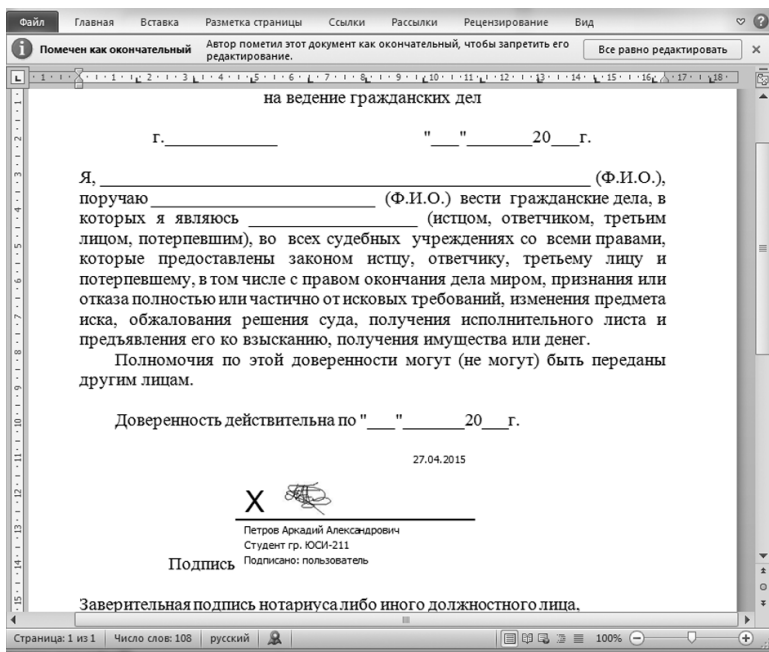 Файл Главная Вставка Разметка страницы Ссылки Рассылки Рецензирование Вид
Помечен как окончательный Автор пометил этот документ как окончательный, чтобы запретить его редактирование. Все равно редактировать
на ведение гражданских дел
г.______________ "___"________20___г.
Я, ____________________________________________________________ (Ф.И.О.),
поручаю ___________________________ (Ф.И.О.) вести гражданские дела, в
которых я являюсь ____________________ (истцом, ответчиком, третьим
лицом, потерпевшим), во всех судебных учреждениях со всеми правами,
которые предоставлены законом истцу, ответчику, третьему лицу и
потерпевшему, в том числе с правом окончания дела миром, признания или
отказа полностью или частично от исковых требований, изменения предмета
иска, обжалования решения суда, получения исполнительного листа и
предъявления его ко взысканию, получения имущества или денег.
Полномочия по этой доверенности могут (не могут) быть переданы
другим лицам.
Доверенность действительна по "___"_______20___г.
27.04.2015
X
Петров Аркадий Александрович
Студент гр. ЮСИ-211
Подпись Подписано: пользователь
Заверительная подпись нотариуса либо иного должностного лица,
Страница: 1 из 1 Число слов: 108 русский 100%